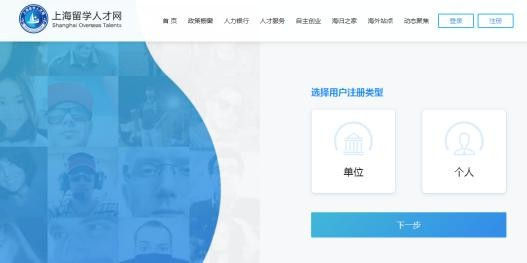 上海留学人才网
Shanghai Overseas Talents
首 页 政策橱窗 人力银行 人才服务 自主创业 海归之家 海外站点 动态聚焦 登录 注册
选择用户注册类型
单位 个人
下一步